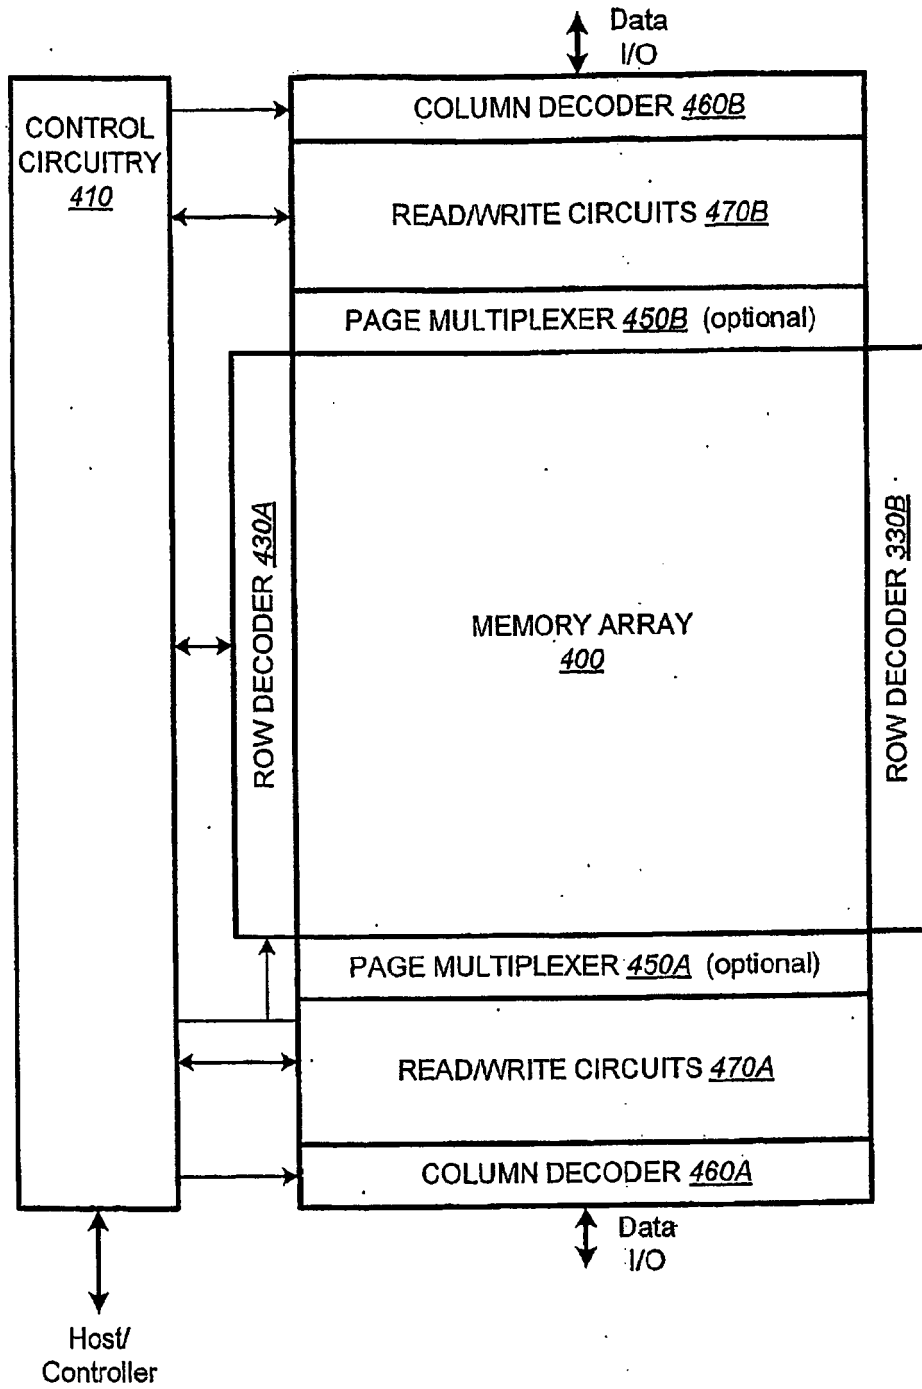 Data
I/O
COLUMN DECODER 460B
CONTROL
CIRCUITRY
410
READ/WRITE CIRCUITS 470B
PAGE MULTIPLEXER 450B (optional)
ROW DECODER 430A
MEMORY ARRAY
400
ROW DECODER 330B
PAGE MULTIPLEXER 450A (optional)
READ/WRITE CIRCUITS 470A
COLUMN DECODER 460A
Data
I/O
Host/
Controller